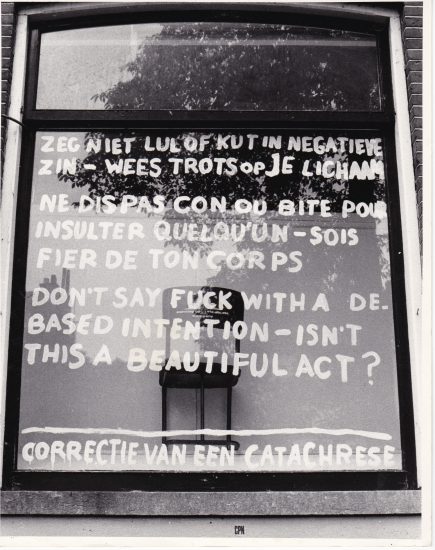 ZEG NIET LUL OF KUT IN NEGATIEVE
ZIN - WEES TROTS OP JE LICHAAM
NE DIS PAS CON OU BITE POUR
INSULTER QUELQU'UN - SOIS
FIER DE TON CORPS
DON'T SAY FUCK WITH A DE-
BASED INTENTION - ISN'T
THIS A BEAUTIFUL ACT?
CORRECTIE VAN EEN CATACHRESE
CPN